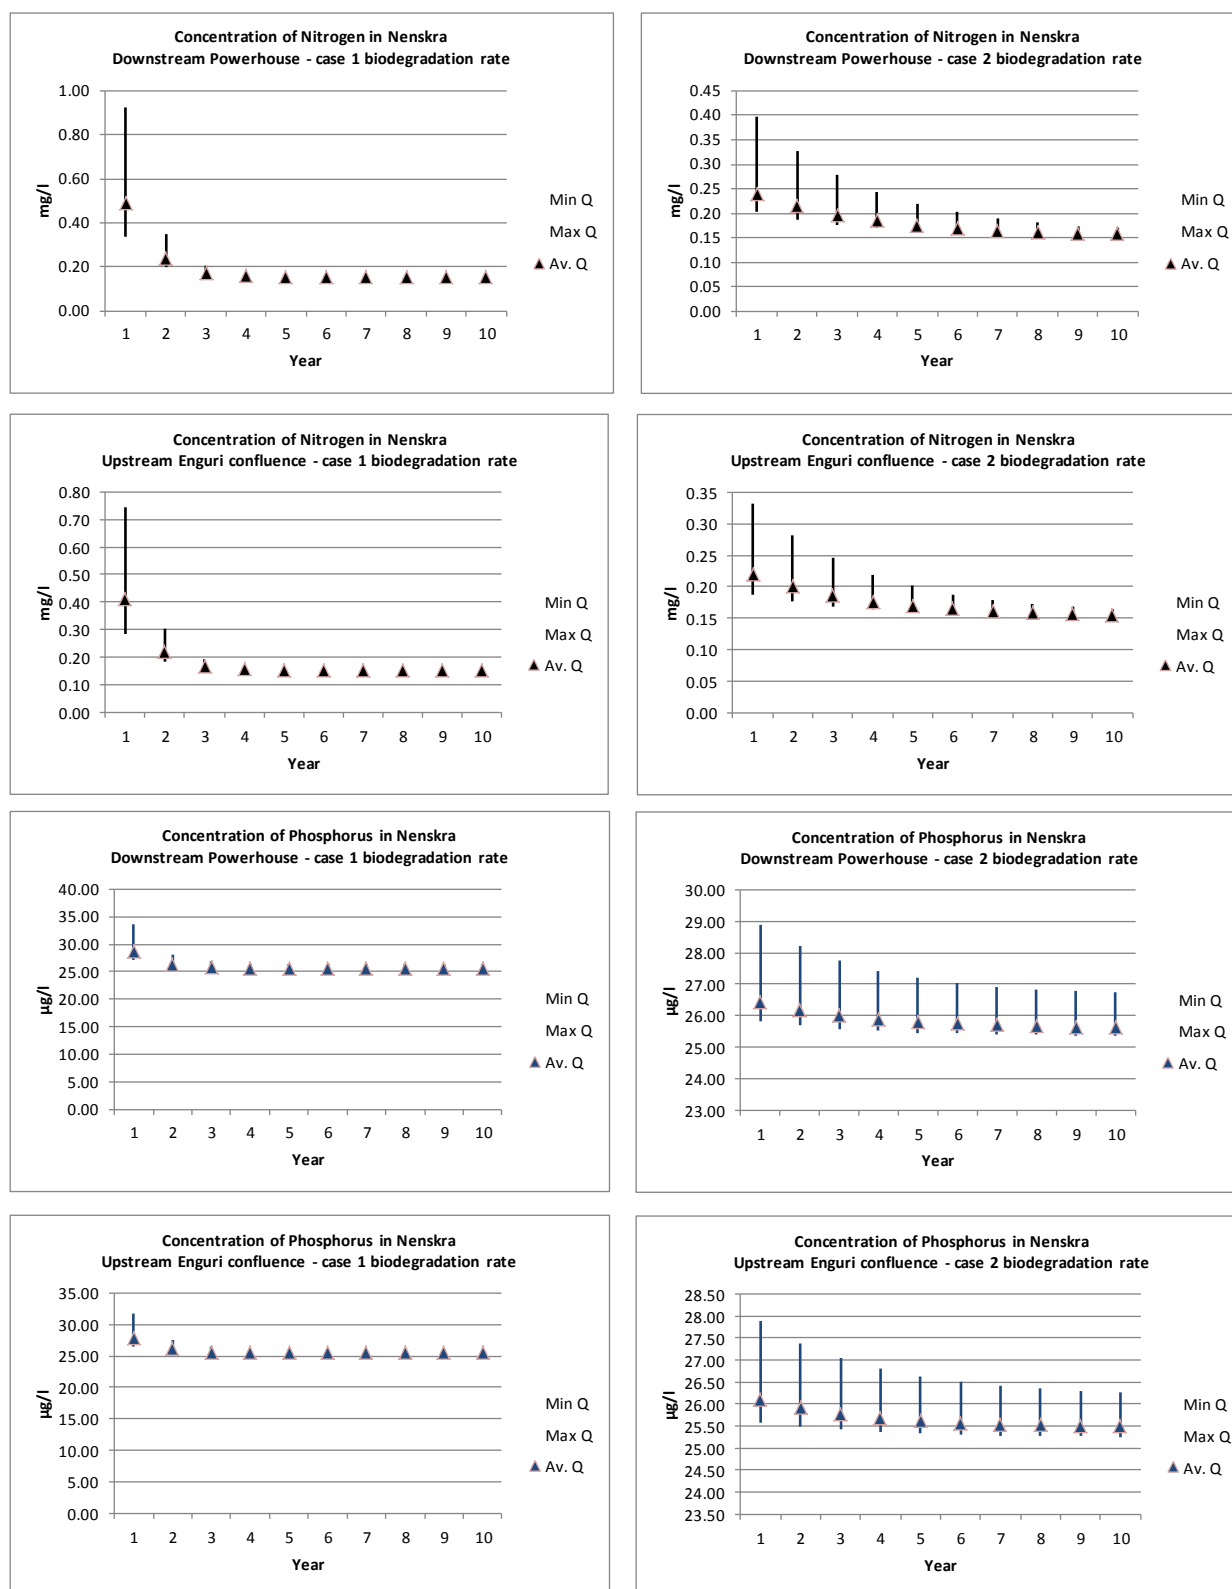 Concentration of Nitrogen in Nenskra
Downstream Powerhouse - case 1 biodegradation rate
1.00
0.80
0.60
0.40
0.20
0.00
mg/l
1 2 3 4 5 6 7 8 9 10
Year
Min Q
Max Q
Av. Q
Concentration of Nitrogen in Nenskra
Downstream Powerhouse - case 2 biodegradation rate
0.45
0.40
0.35
0.30
0.25
0.20
0.15
0.10
0.05
0.00
mg/l
1 2 3 4 5 6 7 8 9 10
Year
Min Q
Max Q
Av. Q
Concentration of Nitrogen in Nenskra
Upstream Enguri confluence - case 1 biodegradation rate
0.80
0.70
0.60
0.50
0.40
0.30
0.20
0.10
0.00
mg/l
1 2 3 4 5 6 7 8 9 10
Year
Min Q
Max Q
Av. Q
Concentration of Nitrogen in Nenskra
Upstream Enguri confluence - case 2 biodegradation rate
0.35
0.30
0.25
0.20
0.15
0.10
0.05
0.00
mg/l
1 2 3 4 5 6 7 8 9 10
Year
Min Q
Max Q
Av. Q
Concentration of Phosphorus in Nenskra
Downstream Powerhouse - case 1 biodegradation rate
40.00
35.00
30.00
25.00
20.00
15.00
10.00
5.00
0.00
µg/l
1 2 3 4 5 6 7 8 9 10
Year
Min Q
Max Q
Av. Q
Concentration of Phosphorus in Nenskra
Downstream Powerhouse - case 2 biodegradation rate
30.00
29.00
28.00
27.00
26.00
25.00
24.00
23.00
µg/l
1 2 3 4 5 6 7 8 9 10
Year
Min Q
Max Q
Av. Q
Concentration of Phosphorus in Nenskra
Upstream Enguri confluence - case 1 biodegradation rate
35.00
30.00
25.00
20.00
15.00
10.00
5.00
0.00
µg/l
1 2 3 4 5 6 7 8 9 10
Year
Min Q
Max Q
Av. Q
Concentration of Phosphorus in Nenskra
Upstream Enguri confluence - case 2 biodegradation rate
28.50
28.00
27.50
27.00
26.50
26.00
25.50
25.00
24.50
24.00
23.50
µg/l
1 2 3 4 5 6 7 8 9 10
Year
Min Q
Max Q
Av. Q